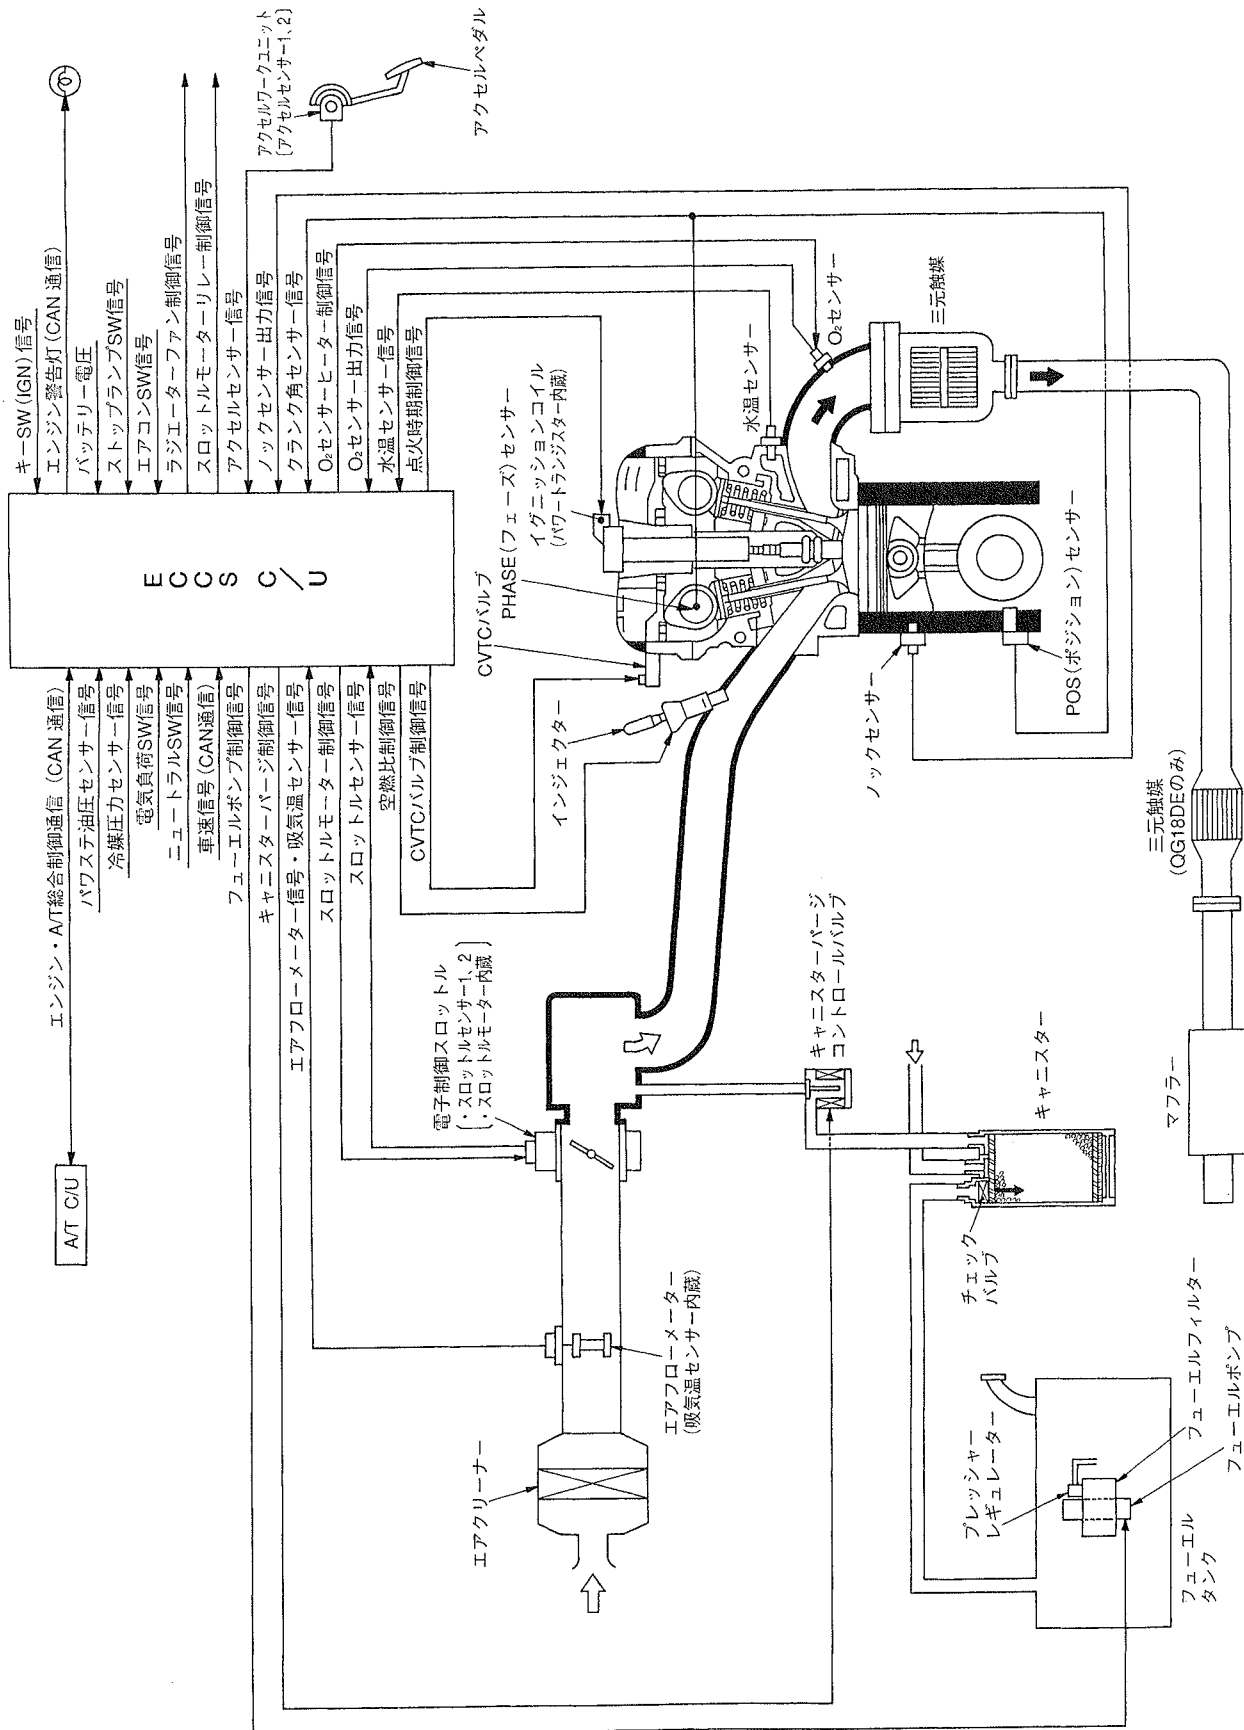 エンジン・A/T総合制御通信 (CAN 通信)
パワステ油圧センサー信号
冷媒圧力センサー信号
電気負荷SW信号
ニュートラルSW信号
車速信号(CAN通信)
フューエルポンプ制御信号
キャニスターパージ制御信号
エアフローメーター信号・吸気温センサー信号
スロットルモーター制御信号
スロットルセンサー信号
空燃比制御信号
CVTCバルブ制御信号
A/T C/U
ECCS C/U
キーSW(IGN)信号
エンジン警告灯(CAN 通信)
バッテリー電圧
ストップランプSW信号
エアコンSW信号
ラジエーターファン制御信号
スロットルモーターリレー制御信号
アクセルセンサー信号
ノックセンサー出力信号
クランク角センサー信号
O₂センサーヒーター制御信号
O₂センサー出力信号
水温センサー信号
点火時期制御信号
アクセルワークユニット
[アクセルセンサー1、2]
アクセルペダル
エアクリーナー
エアフローメーター
(吸気温センサー内蔵)
電子制御スロットル
・スロットルセンサー1、2
・スロットルモーター内蔵
インジェクター
CVTCバルブ
PHASE(フェーズ)センサー
イグニッションコイル
(パワートランジスター内蔵)
水温センサー
O₂センサー
三元触媒
ノックセンサー
POS(ポジション)センサー
三元触媒
(QG18DEのみ)
キャニスターパージ
コントロールバルブ
キャニスター
チェック
バルブ
マフラー
プレッシャー
レギュレーター
フューエル
タンク
フューエルフィルター
フューエルポンプ